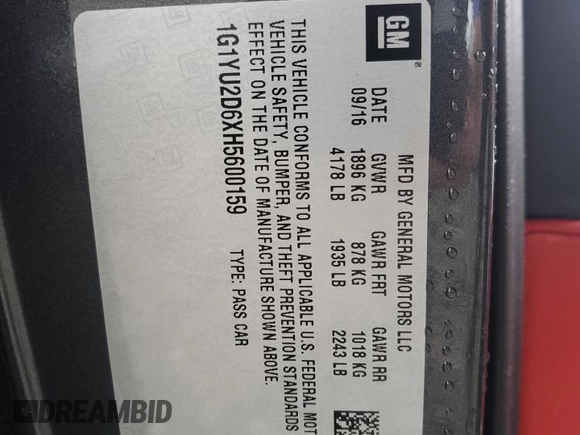 GM
MFD BY GENERAL MOTORS LLC
DATE GVWR GAWR FRT GAWR RR
09/16 1896 KG 878 KG 1018 KG
4178 LB 1935 LB 2243 LB
THIS VEHICLE CONFORMS TO ALL APPLICABLE U.S. FEDERAL MOT
VEHICLE SAFETY, BUMPER, AND THEFT PREVENTION STANDARDS
EFFECT ON THE DATE OF MANUFACTURE SHOWN ABOVE.
1G1YU2D6XH5600159 TYPE: PASS CAR
DREAMBID